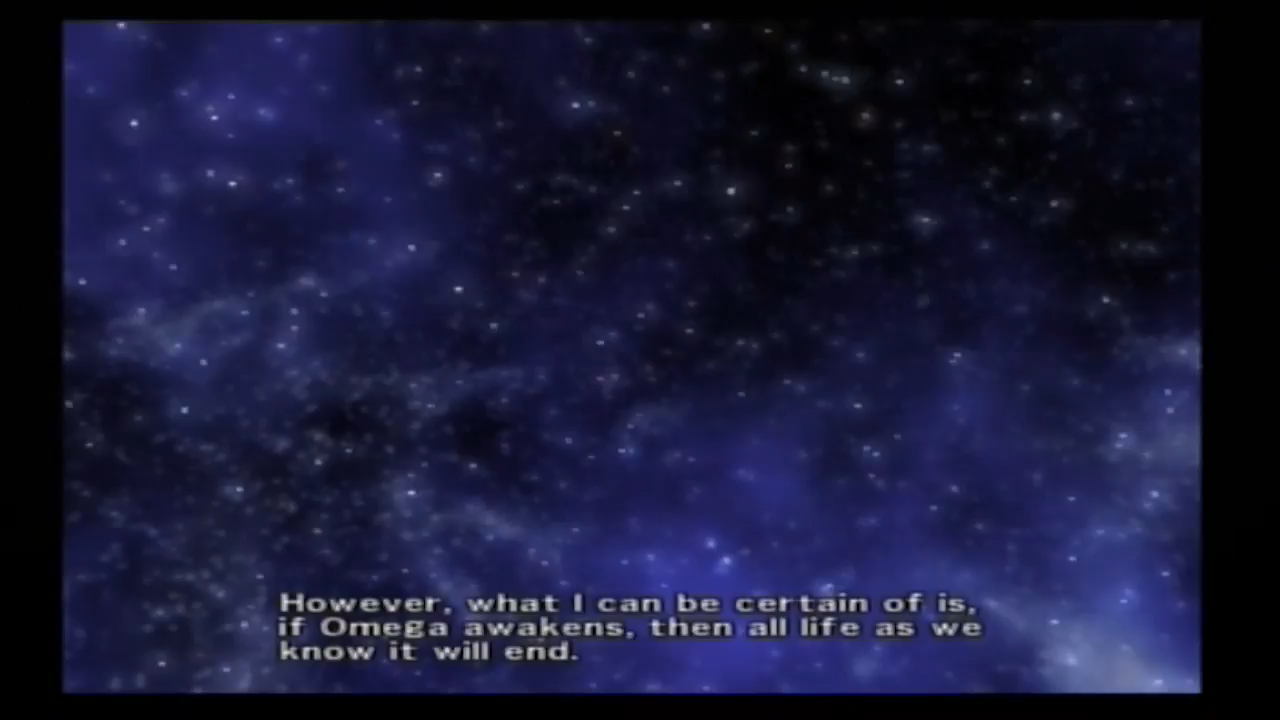 However, what I can be certain of is,
if Omega awakens, then all life as we
know it will end.